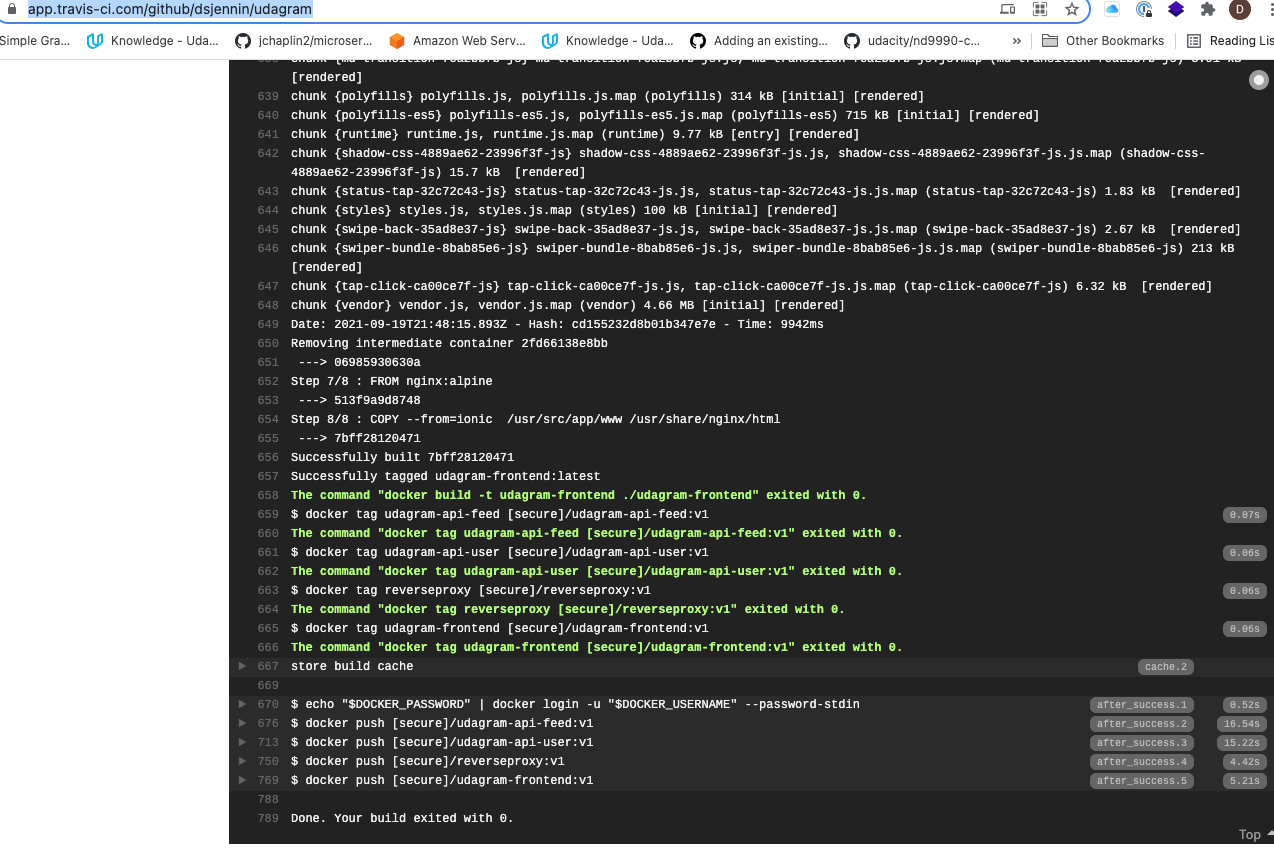 app.travis-ci.com/github/dsjennin/udagram
D
Simple Gra...
Knowledge - Uda...
jchaplin2/microser...
Amazon Web Serv...
Knowledge - Uda...
Adding an existing...
udacity/nd9990-c...
»
Other Bookmarks
Reading Lis
[rendered]
639 chunk {polyfills} polyfills.js, polyfills.js.map (polyfills) 314 kB [initial] [rendered]
640 chunk {polyfills-es5} polyfills-es5.js, polyfills-es5.js.map (polyfills-es5) 715 kB [initial] [rendered]
641 chunk {runtime} runtime.js, runtime.js.map (runtime) 9.77 kB [entry] [rendered]
642 chunk {shadow-css-4889ae62-23996f3f-js} shadow-css-4889ae62-23996f3f-js.js, shadow-css-4889ae62-23996f3f-js.js.map (shadow-css-
4889ae62-23996f3f-js) 15.7 kB  [rendered]
643 chunk {status-tap-32c72c43-js} status-tap-32c72c43-js.js, status-tap-32c72c43-js.js.map (status-tap-32c72c43-js) 1.83 kB  [rendered]
644 chunk {styles} styles.js, styles.js.map (styles) 100 kB [initial] [rendered]
645 chunk {swipe-back-35ad8e37-js} swipe-back-35ad8e37-js.js, swipe-back-35ad8e37-js.js.map (swipe-back-35ad8e37-js) 2.67 kB  [rendered]
646 chunk {swiper-bundle-8bab85e6-js} swiper-bundle-8bab85e6-js.js, swiper-bundle-8bab85e6-js.js.map (swiper-bundle-8bab85e6-js) 213 kB
[rendered]
647 chunk {tap-click-ca00ce7f-js} tap-click-ca00ce7f-js.js, tap-click-ca00ce7f-js.js.map (tap-click-ca00ce7f-js) 6.32 kB  [rendered]
648 chunk {vendor} vendor.js, vendor.js.map (vendor) 4.66 MB [initial] [rendered]
649 Date: 2021-09-19T21:48:15.893Z - Hash: cd155232d8b01b347e7e - Time: 9942ms
650 Removing intermediate container 2fd66138e8bb
651  ---> 06985930630a
652 Step 7/8 : FROM nginx:alpine
653  ---> 513f9a9d8748
654 Step 8/8 : COPY --from=ionic  /usr/src/app/www /usr/share/nginx/html
655  ---> 7bff28120471
656 Successfully built 7bff28120471
657 Successfully tagged udagram-frontend:latest
658 The command "docker build -t udagram-frontend ./udagram-frontend" exited with 0.
659 $ docker tag udagram-api-feed [secure]/udagram-api-feed:v1 0.07s
660 The command "docker tag udagram-api-feed [secure]/udagram-api-feed:v1" exited with 0.
661 $ docker tag udagram-api-user [secure]/udagram-api-user:v1 0.06s
662 The command "docker tag udagram-api-user [secure]/udagram-api-user:v1" exited with 0.
663 $ docker tag reverseproxy [secure]/reverseproxy:v1 0.06s
664 The command "docker tag reverseproxy [secure]/reverseproxy:v1" exited with 0.
665 $ docker tag udagram-frontend [secure]/udagram-frontend:v1 0.06s
666 The command "docker tag udagram-frontend [secure]/udagram-frontend:v1" exited with 0.
667 store build cache cache.2
669
670 $ echo "$DOCKER_PASSWORD" | docker login -u "$DOCKER_USERNAME" --password-stdin after_success.1 0.52s
676 $ docker push [secure]/udagram-api-feed:v1 after_success.2 16.54s
713 $ docker push [secure]/udagram-api-user:v1 after_success.3 15.22s
750 $ docker push [secure]/reverseproxy:v1 after_success.4 4.42s
769 $ docker push [secure]/udagram-frontend:v1 after_success.5 5.21s
788
789 Done. Your build exited with 0.
Top